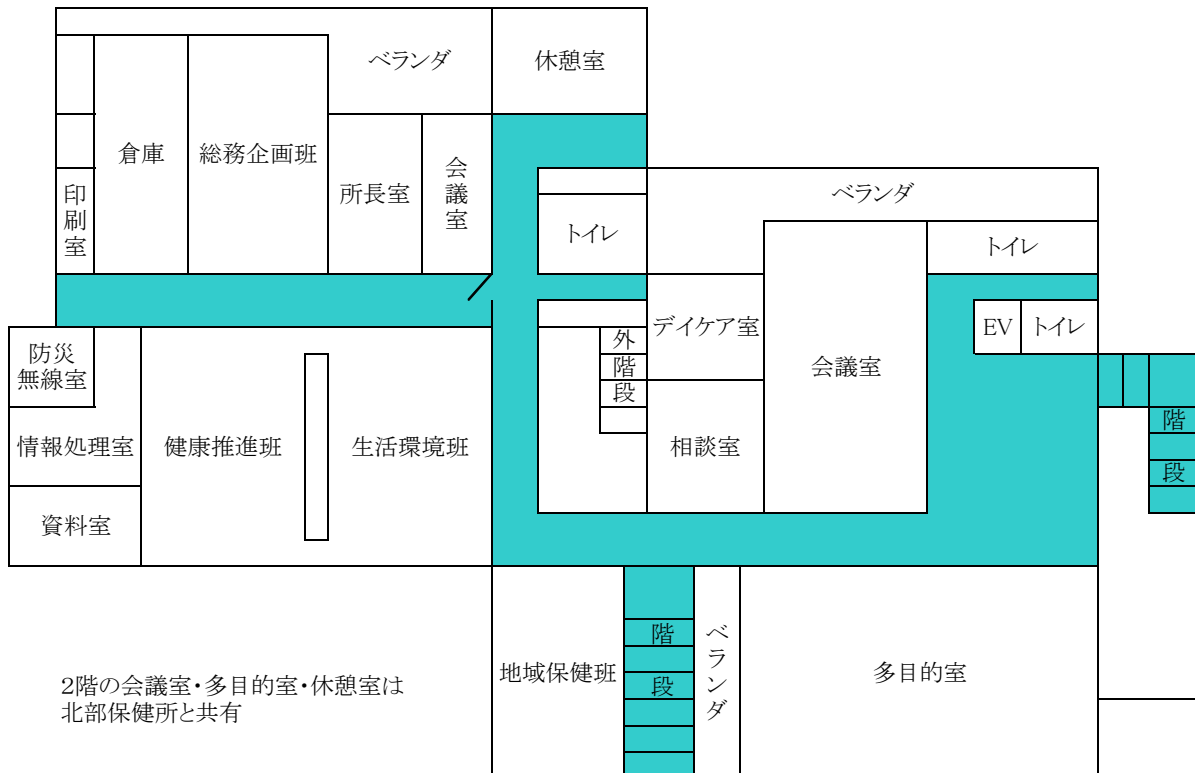 ベランダ
休憩室
倉庫
総務企画班
所長室
会議室
印刷室
トイレ
ベランダ
トイレ
デイケア室
会議室
EV
トイレ
外
階
段
防災
無線室
情報処理室
健康推進班
生活環境班
相談室
資料室
階
段
地域保健班
階
段
ベランダ
多目的室
2階の会議室・多目的室・休憩室は
北部保健所と共有